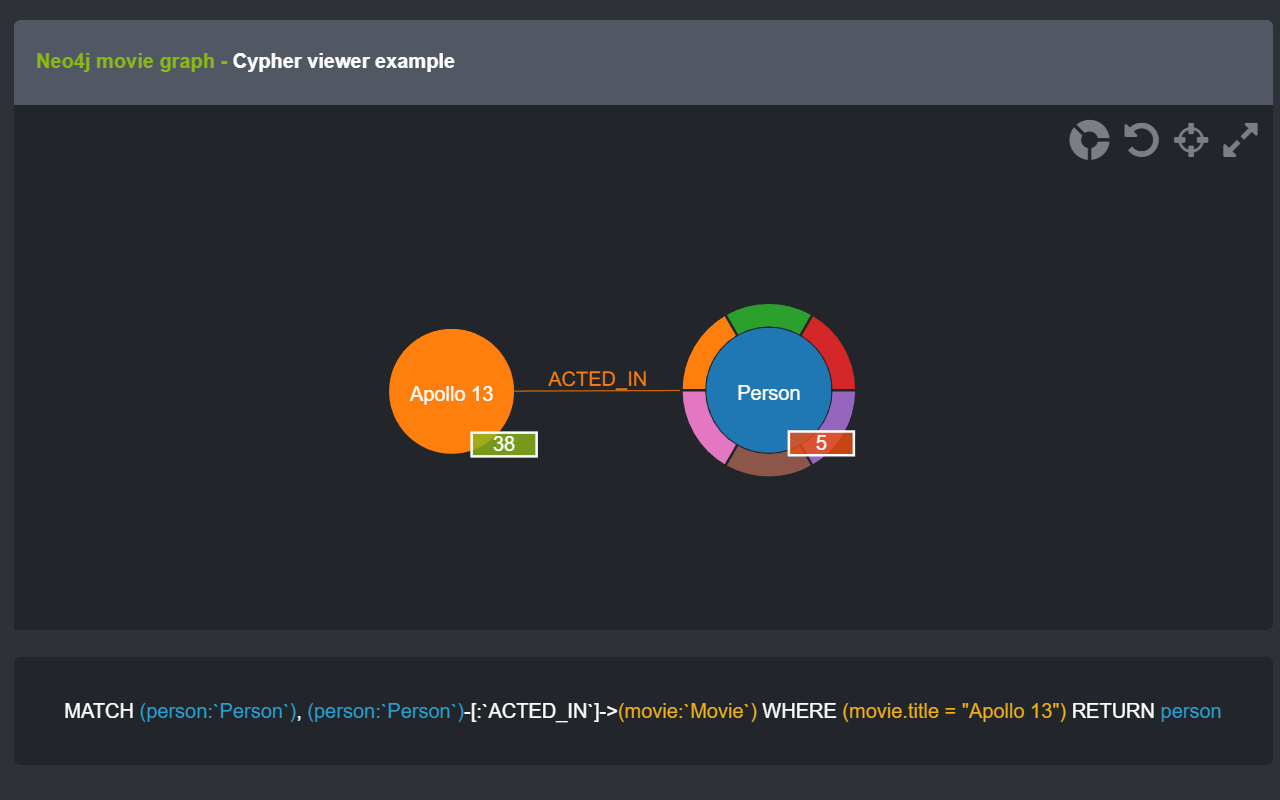 Neo4j movie graph - Cypher viewer example
Apollo 13
ACTED_IN
Person
38
5
MATCH (person:`Person`), (person:`Person`)-[:`ACTED_IN`]->(movie:`Movie`) WHERE (movie.title = "Apollo 13") RETURN person